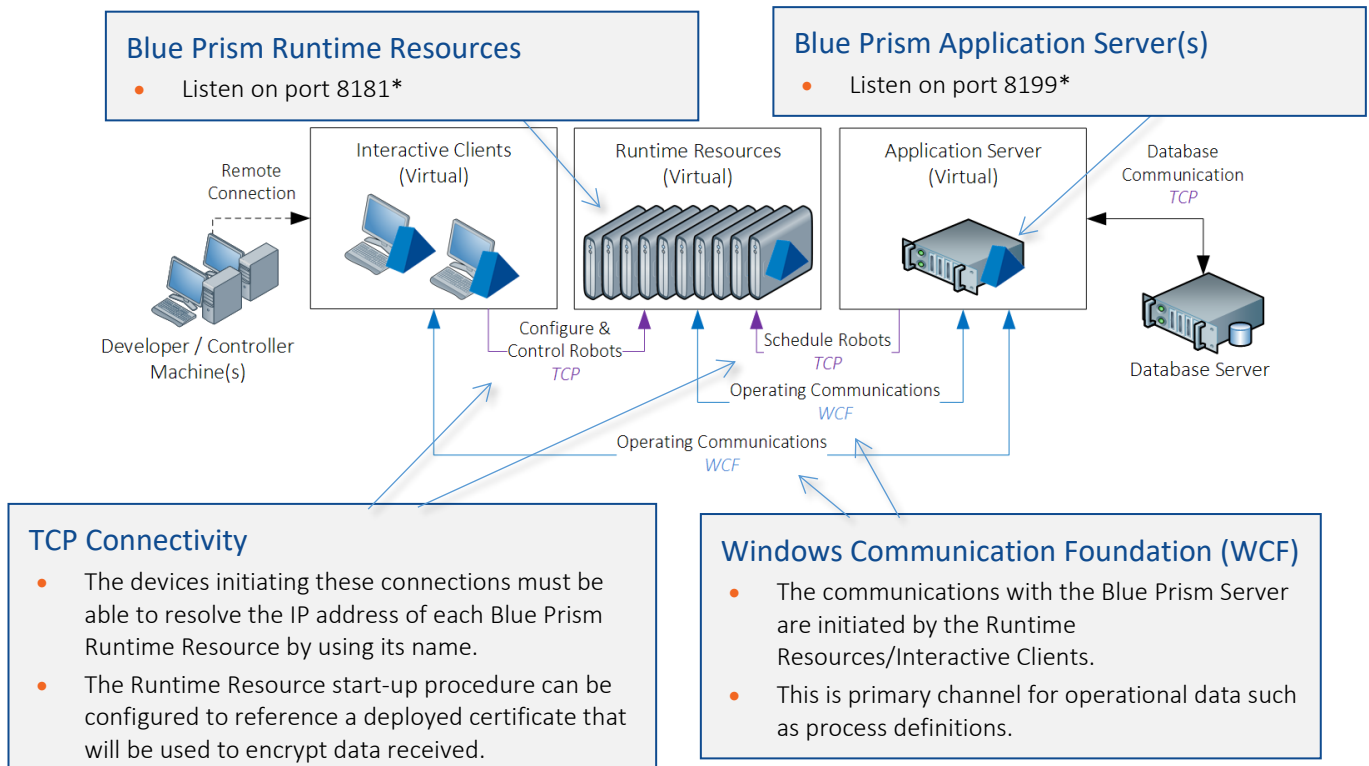 Blue Prism Runtime Resources
• Listen on port 8181*
Blue Prism Application Server(s)
• Listen on port 8199*
Remote
Connection
Developer / Controller
Machine(s)
Interactive Clients
(Virtual)
Runtime Resources
(Virtual)
Application Server
(Virtual)
Database
Communication
TCP
Database Server
Configure &
Control Robots
TCP
Schedule Robots
TCP
Operating Communications
WCF
Operating Communications
WCF
TCP Connectivity
• The devices initiating these connections must be
able to resolve the IP address of each Blue Prism
Runtime Resource by using its name.
• The Runtime Resource start-up procedure can be
configured to reference a deployed certificate that
will be used to encrypt data received.
Windows Communication Foundation (WCF)
• The communications with the Blue Prism Server
are initiated by the Runtime
Resources/Interactive Clients.
• This is primary channel for operational data such
as process definitions.